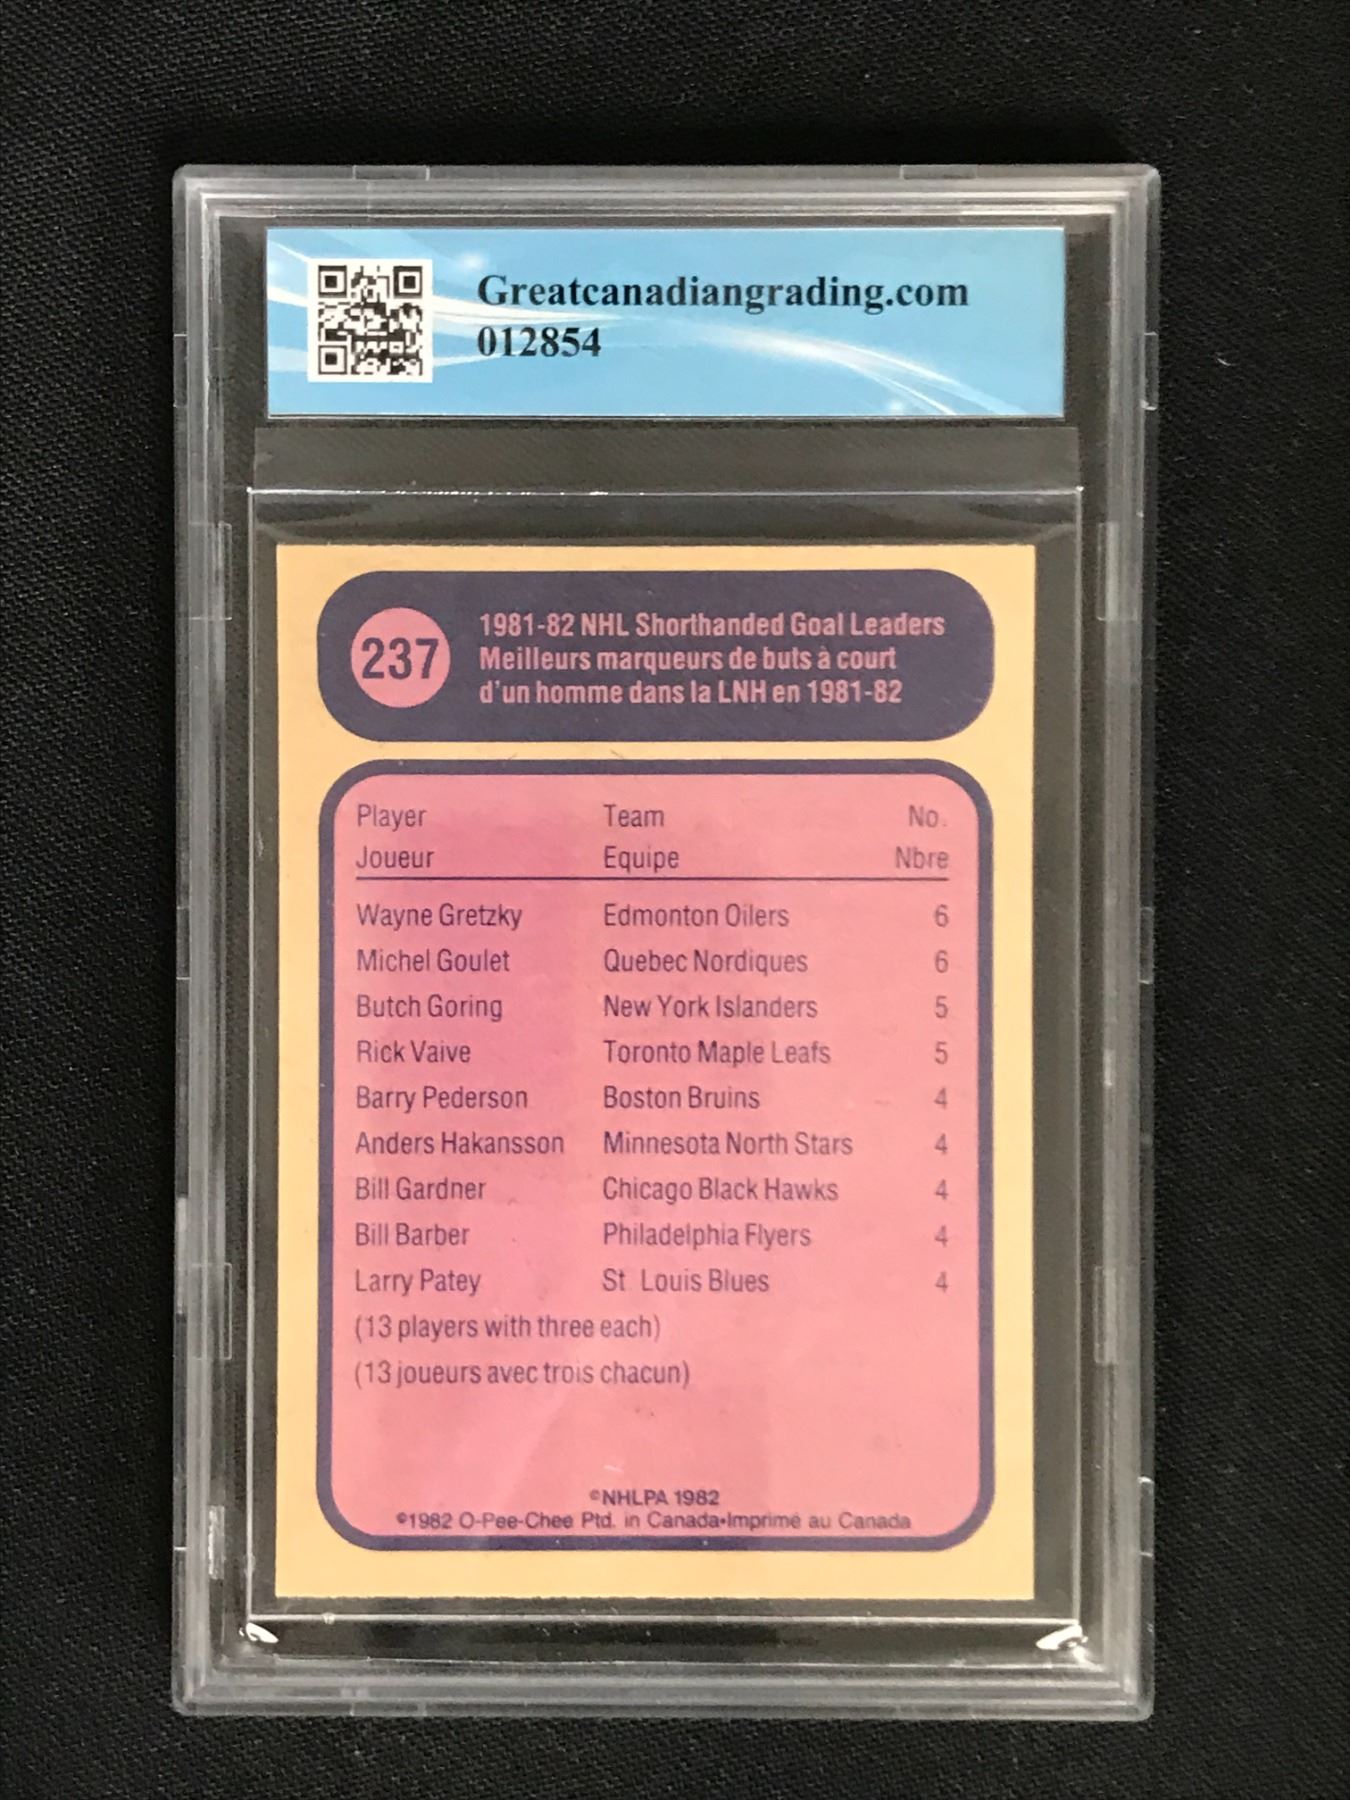 Greatcanadiangrading.com
012854
237
1981-82 NHL Shorthanded Goal Leaders
Meilleurs marqueurs de buts à court
d'un homme dans la LNH en 1981-82
Player Team No.
Joueur Equipe Nbre
Wayne Gretzky Edmonton Oilers 6
Michel Goulet Quebec Nordiques 6
Butch Goring New York Islanders 5
Rick Vaive Toronto Maple Leafs 5
Barry Pederson Boston Bruins 4
Anders Hakansson Minnesota North Stars 4
Bill Gardner Chicago Black Hawks 4
Bill Barber Philadelphia Flyers 4
Larry Patey St. Louis Blues 4
(13 players with three each)
(13 joueurs avec trois chacun)
©NHLPA 1982
©1982 O-Pee-Chee Ptd. in Canada•Imprimé au Canada